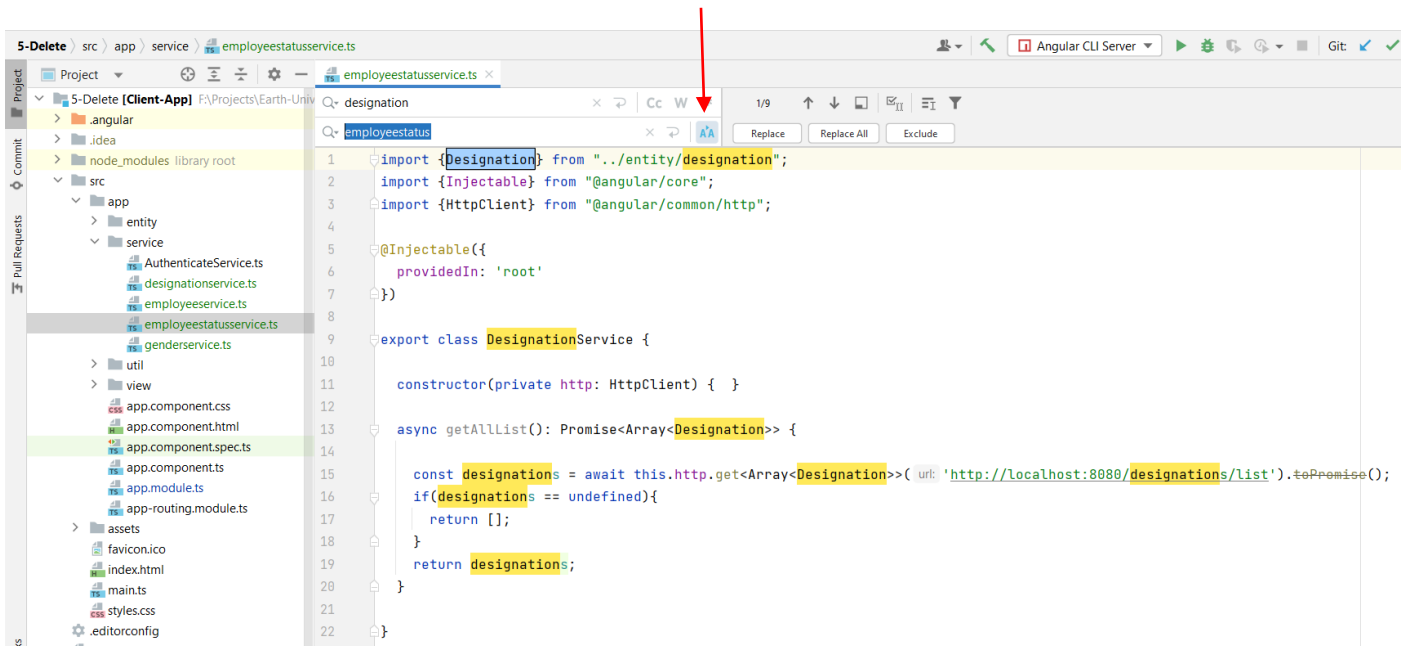 5-Delete 〉 src 〉 app 〉 service 〉 employeestatusservice.ts
Angular CLI Server
Git:
Project
employeestatusservice.ts
Project
Commit
Pull Requests
5-Delete [Client-App] F:\Projects\Earth-Univ
.angular
.idea
node_modules library root
src
app
entity
service
AuthenticateService.ts
designationservice.ts
employeeservice.ts
employeestatusservice.ts
genderservice.ts
util
view
app.component.css
app.component.html
app.component.spec.ts
app.component.ts
app.module.ts
app-routing.module.ts
assets
favicon.ico
index.html
main.ts
styles.css
.editorconfig
designation
Cc W
1/9
employeestatus
Replace
Replace All
Exclude
1 import {Designation} from "../entity/designation";
2 import {Injectable} from "@angular/core";
3 import {HttpClient} from "@angular/common/http";
4
5 @Injectable({
6 providedIn: 'root'
7 })
8
9 export class DesignationService {
10
11 constructor(private http: HttpClient) { }
12
13 async getAllList(): Promise<Array<Designation>> {
14
15 const designations = await this.http.get<Array<Designation>>( url: 'http://localhost:8080/designations/list').toPromise();
16 if(designations == undefined){
17 return [];
18 }
19 return designations;
20 }
21
22 }